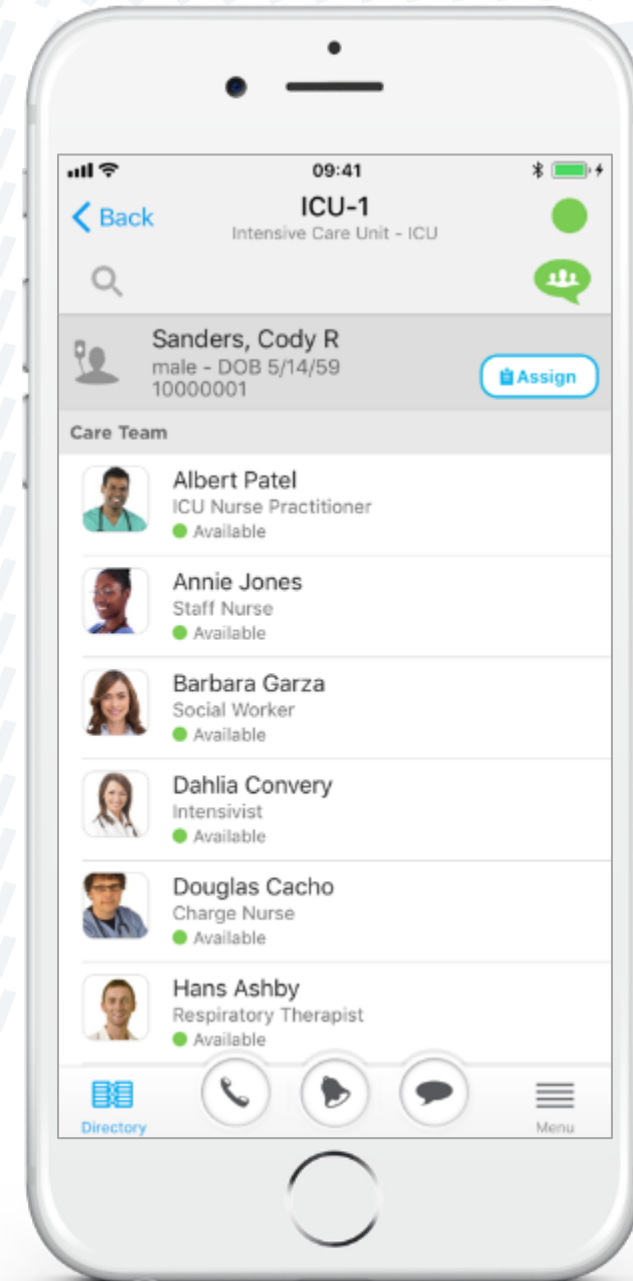 09:41
Back
ICU-1
Intensive Care Unit - ICU
Sanders, Cody R
male - DOB 5/14/59
10000001
Assign
Care Team
Albert Patel
ICU Nurse Practitioner
Available
Annie Jones
Staff Nurse
Available
Barbara Garza
Social Worker
Available
Dahlia Convery
Intensivist
Available
Douglas Cacho
Charge Nurse
Available
Hans Ashby
Respiratory Therapist
Available
Directory
Menu